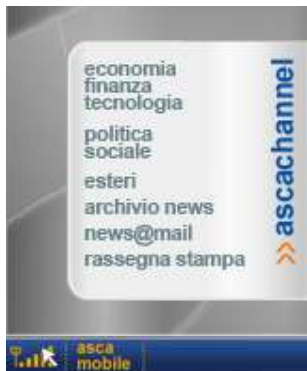 economia
finanza
tecnologia
politica
sociale
esteri
archivio news
news@mail
rassegna stampa
>> ascachannel
asca
mobile